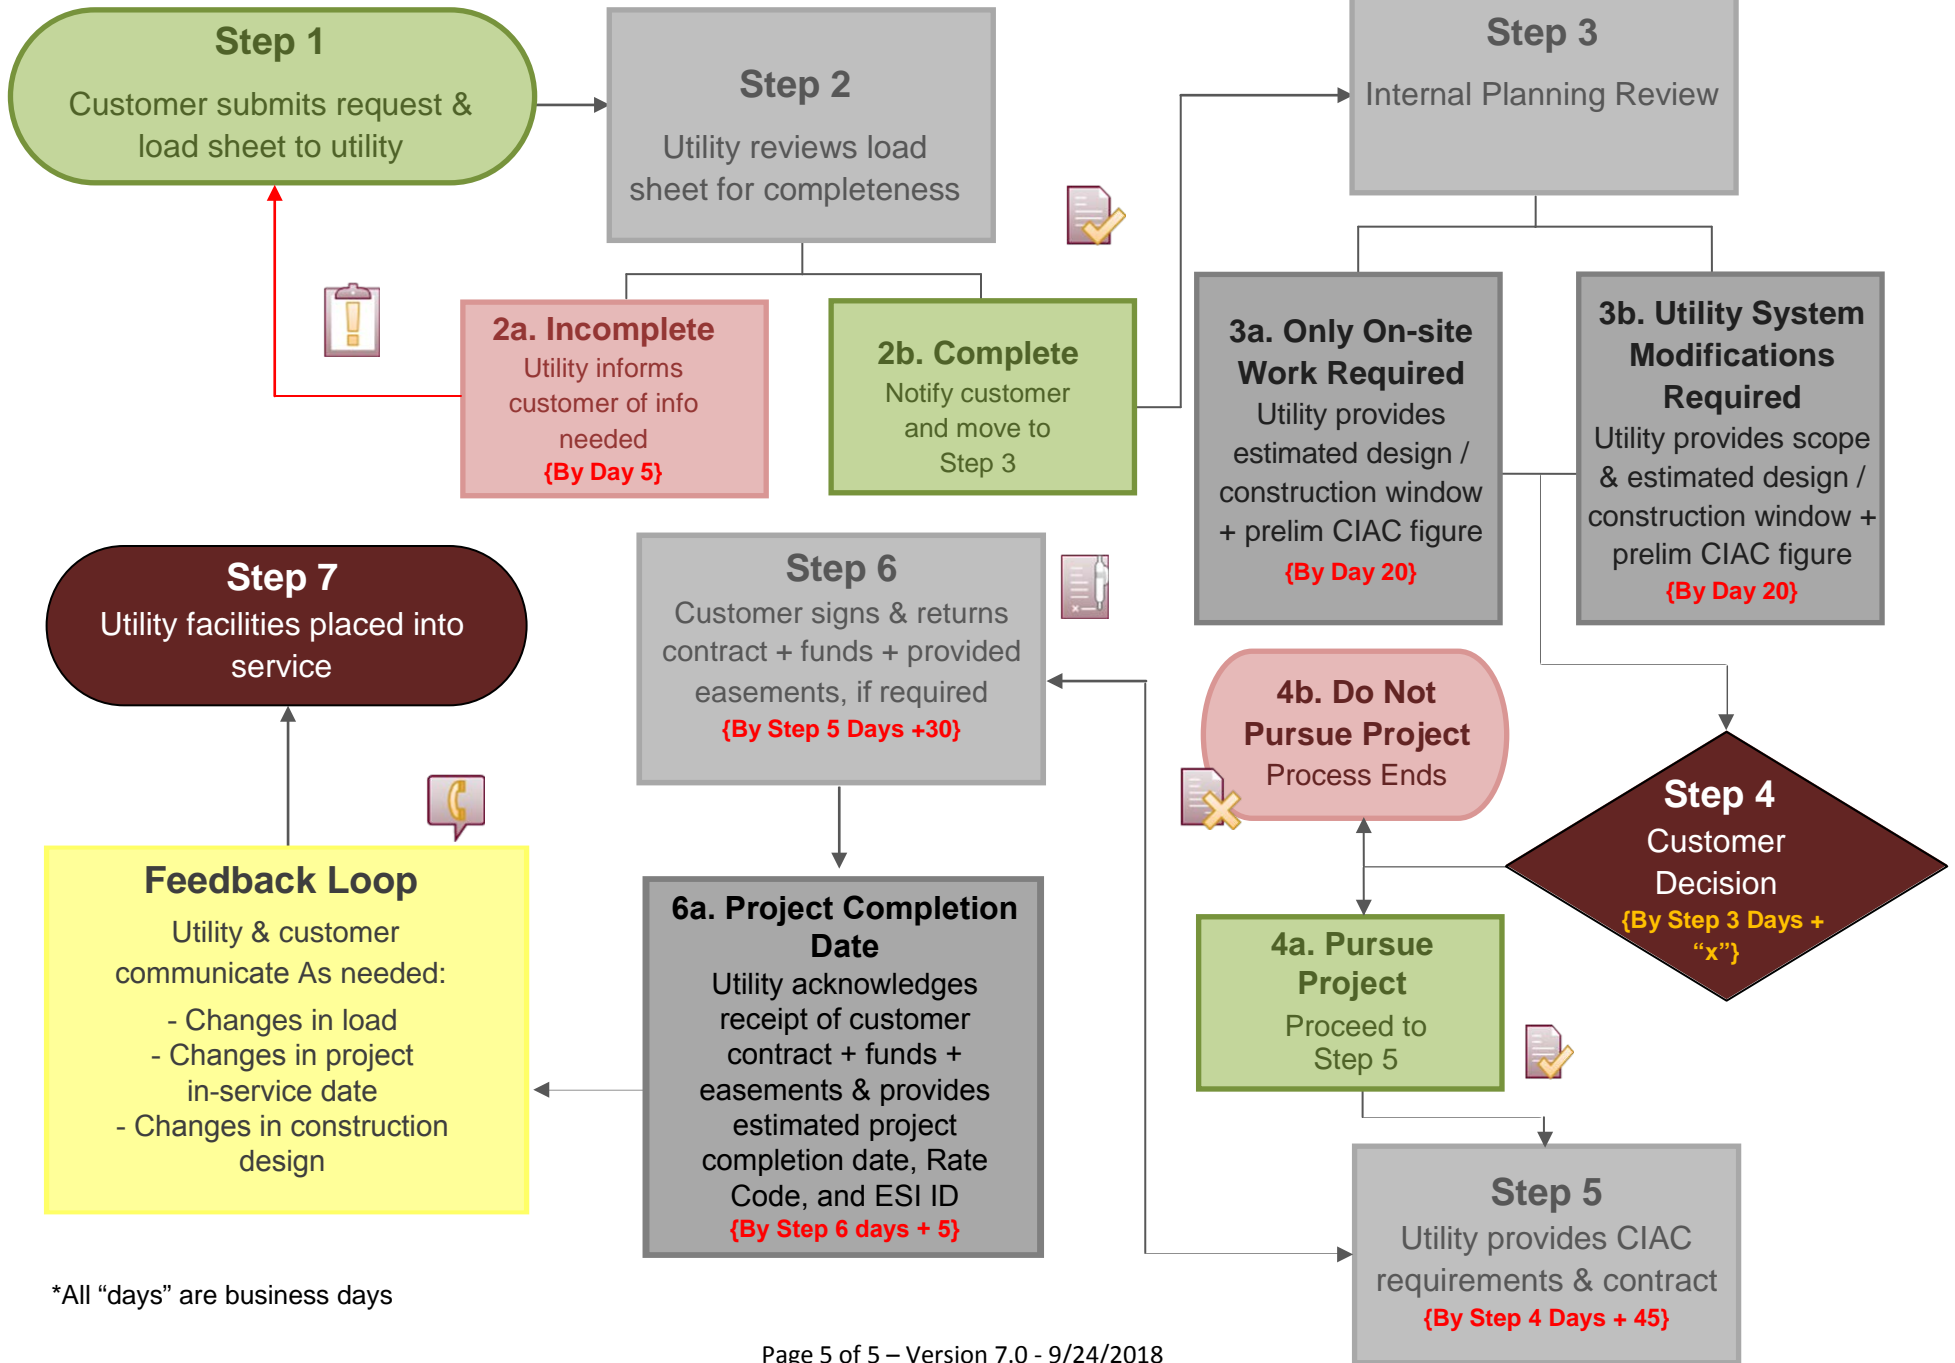 Step 1
Customer submits request &
load sheet to utility
Step 2
Utility reviews load
sheet for completeness
Step 3
Internal Planning Review
2a. Incomplete
Utility informs
customer of info
needed
{By Day 5}
2b. Complete
Notify customer
and move to
Step 3
3a. Only On-site
Work Required
Utility provides
estimated design /
construction window
+ prelim CIAC figure
{By Day 20}
3b. Utility System
Modifications
Required
Utility provides scope
& estimated design /
construction window +
prelim CIAC figure
{By Day 20}
Step 4
Customer
Decision
{By Step 3 Days +
“x”}
4b. Do Not
Pursue Project
Process Ends
4a. Pursue
Project
Proceed to
Step 5
Step 5
Utility provides CIAC
requirements & contract
{By Step 4 Days + 45}
Step 6
Customer signs & returns
contract + funds + provided
easements, if required
{By Step 5 Days +30}
6a. Project Completion
Date
Utility acknowledges
receipt of customer
contract + funds +
easements & provides
estimated project
completion date, Rate
Code, and ESI ID
{By Step 6 days + 5}
Feedback Loop
Utility & customer
communicate As needed:
- Changes in load
- Changes in project
in-service date
- Changes in construction
design
Step 7
Utility facilities placed into
service
*All “days” are business days
Page 5 of 5 – Version 7.0 - 9/24/2018